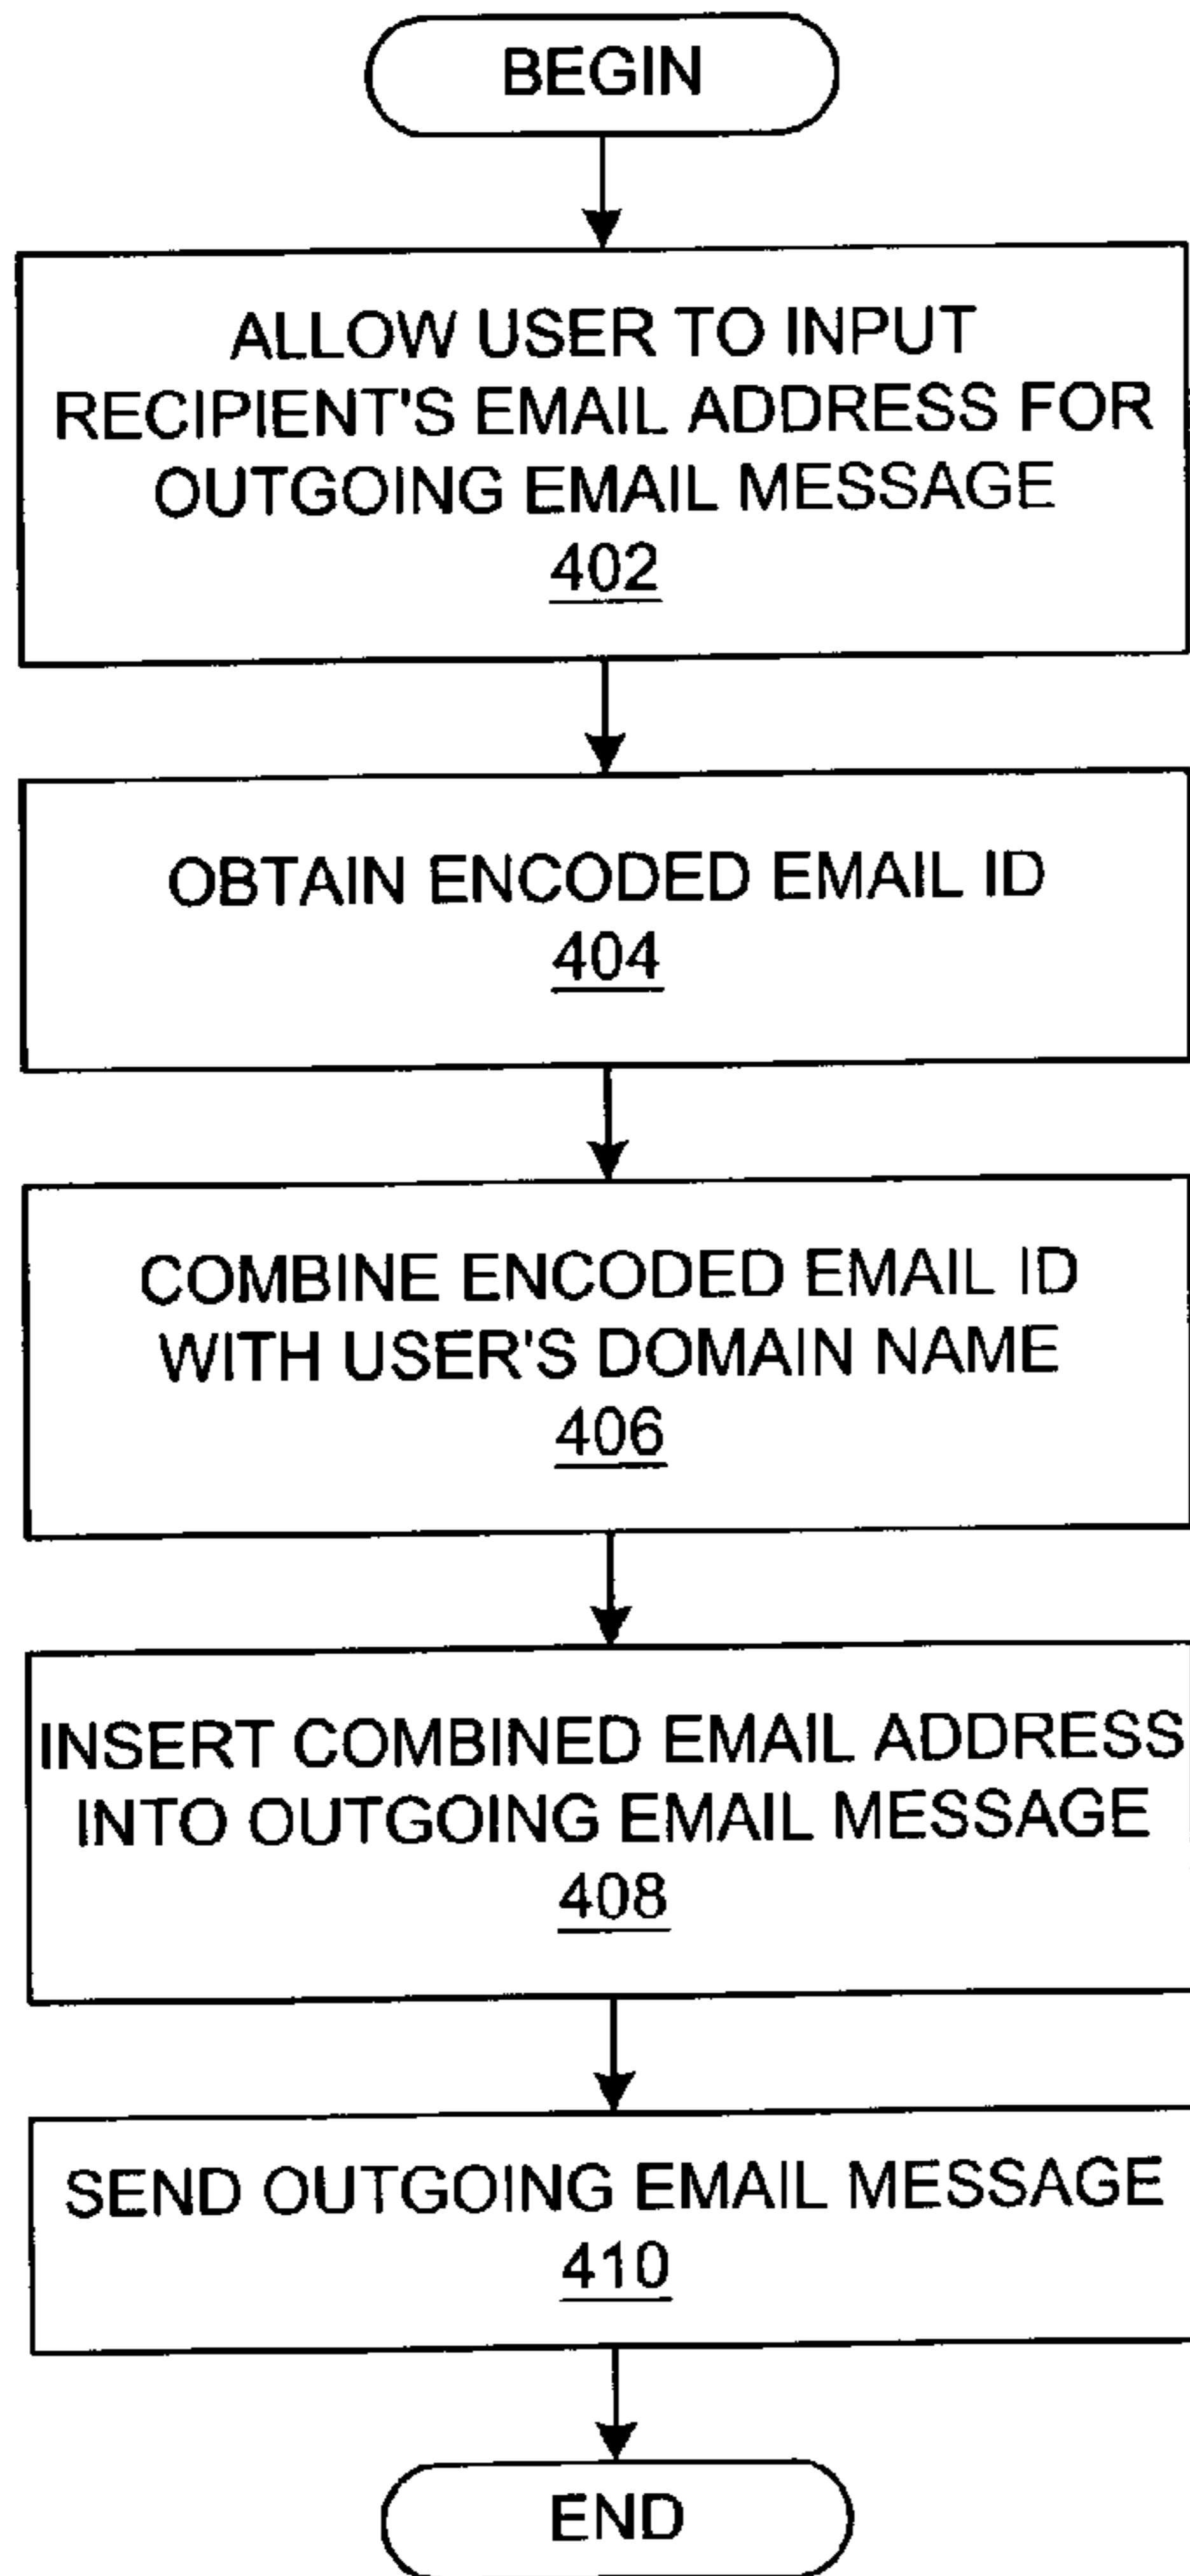 BEGIN
ALLOW USER TO INPUT
RECIPIENT'S EMAIL ADDRESS FOR
OUTGOING EMAIL MESSAGE
402
OBTAIN ENCODED EMAIL ID
404
COMBINE ENCODED EMAIL ID
WITH USER'S DOMAIN NAME
406
INSERT COMBINED EMAIL ADDRESS
INTO OUTGOING EMAIL MESSAGE
408
SEND OUTGOING EMAIL MESSAGE
410
END